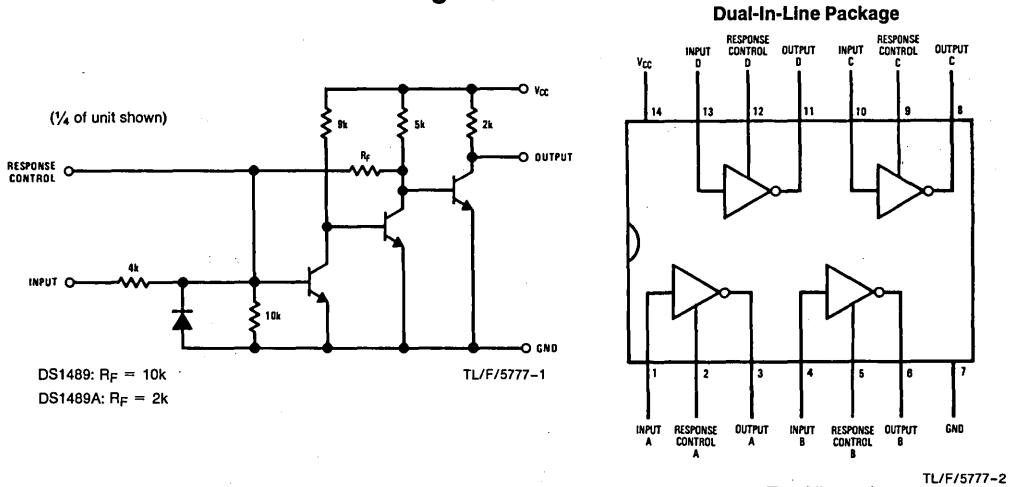 Dual-In-Line Package
(¼ of unit shown)
9k
5k
2k
VCC
RF
OUTPUT
RESPONSE
CONTROL
INPUT
4k
10k
GND
DS1489: RF = 10k
DS1489A: RF = 2k
TL/F/5777-1
VCC
INPUT
D
RESPONSE
CONTROL
D
OUTPUT
D
INPUT
C
RESPONSE
CONTROL
C
OUTPUT
C
14
13
12
11
10
9
8
1
2
3
4
5
6
7
INPUT
A
RESPONSE
CONTROL
A
OUTPUT
A
INPUT
B
RESPONSE
CONTROL
B
OUTPUT
B
GND
TL/F/5777-2